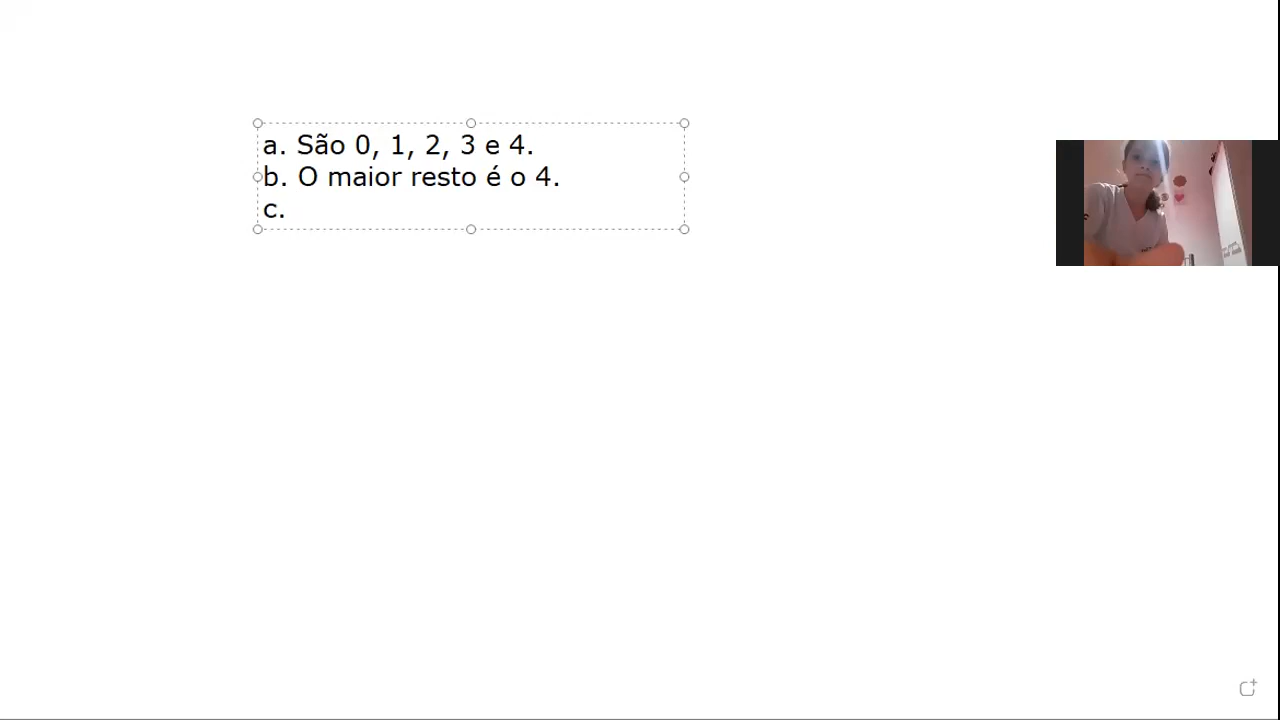 a. São 0, 1, 2, 3 e 4.
b. O maior resto é o 4.
c.